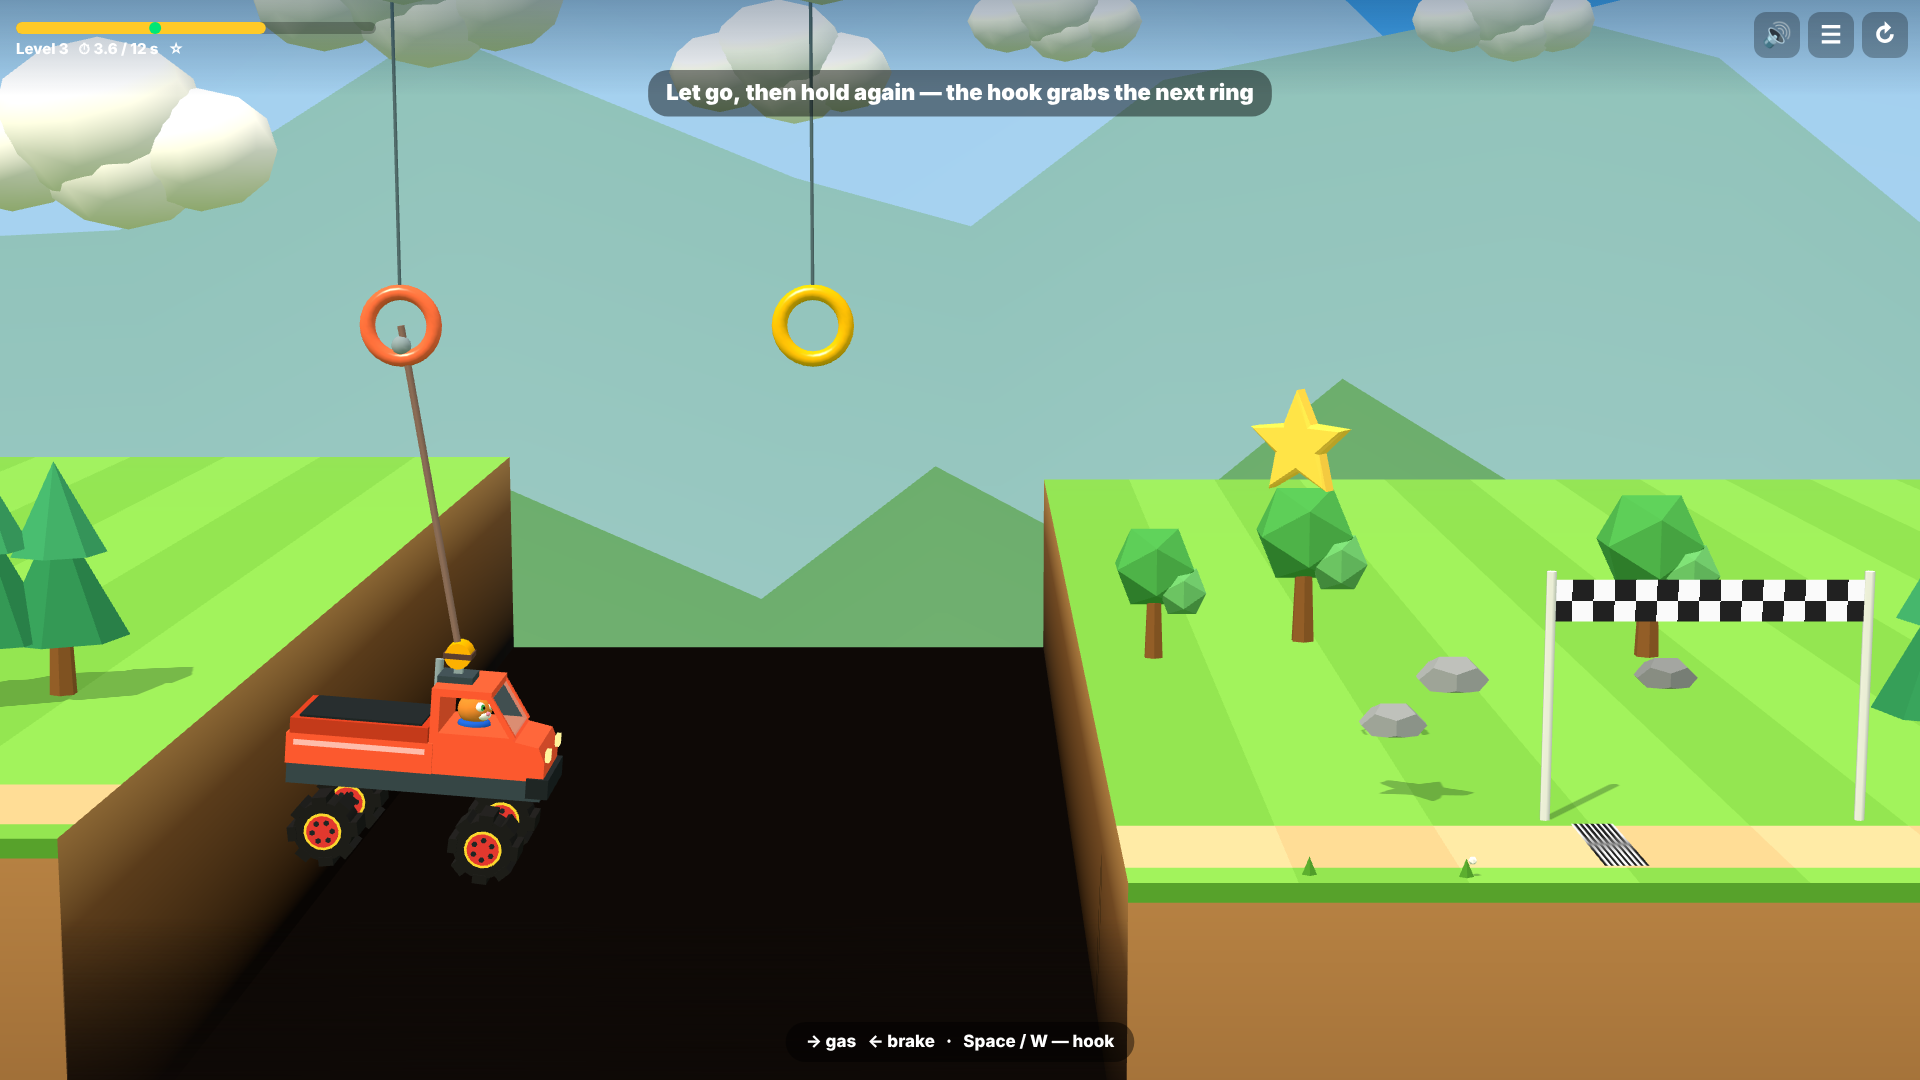 Level 3 ⏱ 3.6 / 12 s ☆
Let go, then hold again — the hook grabs the next ring
→ gas ← brake · Space / W — hook